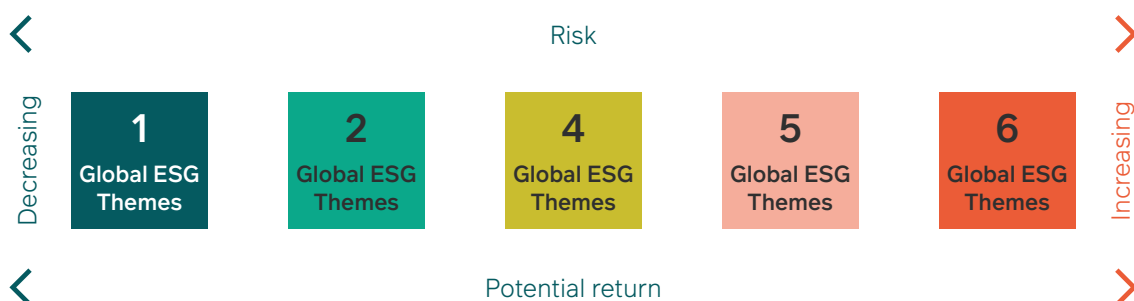 Risk
Decreasing
1
Global ESG
Themes
2
Global ESG
Themes
4
Global ESG
Themes
5
Global ESG
Themes
6
Global ESG
Themes
Increasing
Potential return